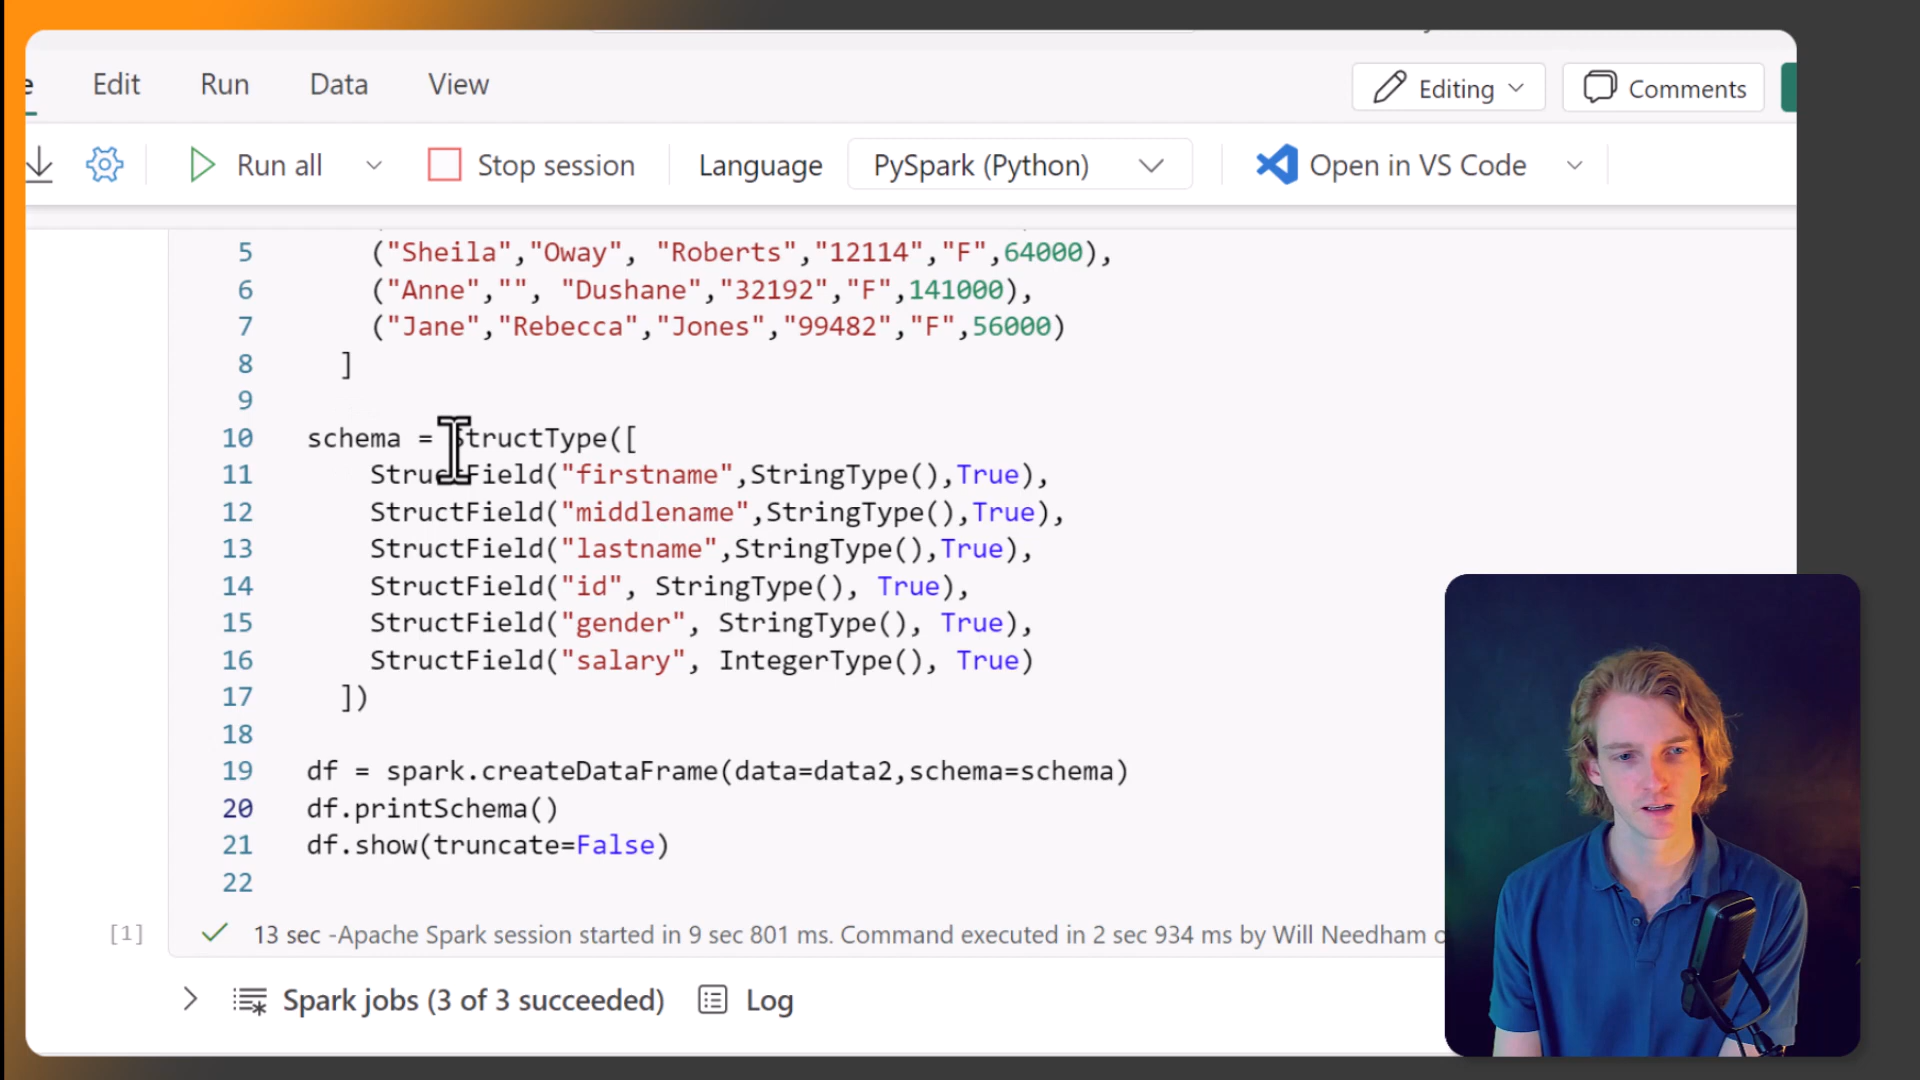 e Edit Run Data View Editing Comments
Run all Stop session Language PySpark (Python) Open in VS Code
5 ("Sheila","Oway", "Roberts","12114","F",64000),
6 ("Anne","", "Dushane","32192","F",141000),
7 ("Jane","Rebecca","Jones","99482","F",56000)
8 ]
9
10 schema = StructType([
11 StructField("firstname",StringType(),True),
12 StructField("middlename",StringType(),True),
13 StructField("lastname",StringType(),True),
14 StructField("id", StringType(), True),
15 StructField("gender", StringType(), True),
16 StructField("salary", IntegerType(), True)
17 ])
18
19 df = spark.createDataFrame(data=data2,schema=schema)
20 df.printSchema()
21 df.show(truncate=False)
22
[1] 13 sec -Apache Spark session started in 9 sec 801 ms. Command executed in 2 sec 934 ms by Will Needham o
Spark jobs (3 of 3 succeeded) Log